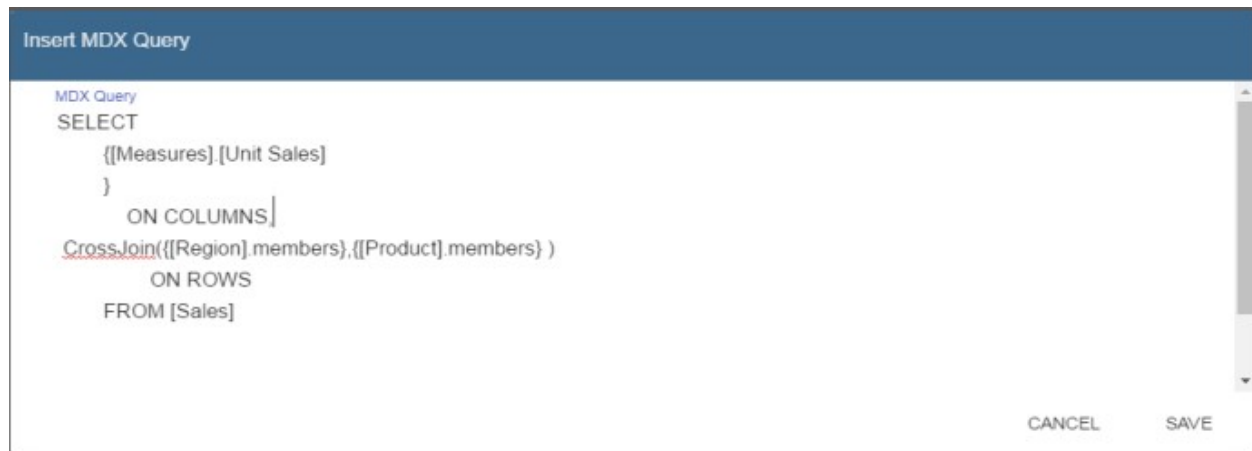 Insert MDX Query
MDX Query
SELECT
{[Measures].[Unit Sales]
}
ON COLUMNS,
CrossJoin({[Region].members},{[Product].members} )
ON ROWS
FROM [Sales]
CANCEL SAVE